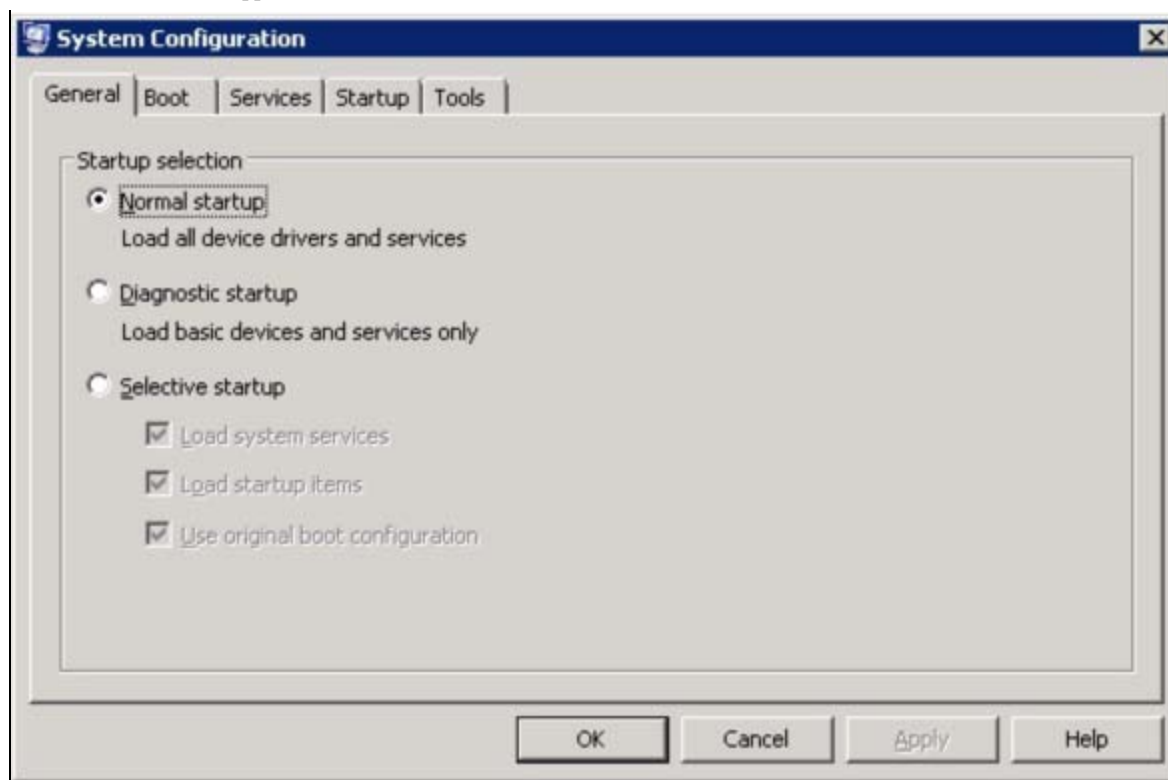 System Configuration
General Boot Services Startup Tools
Startup selection
Normal startup
Load all device drivers and services
Diagnostic startup
Load basic devices and services only
Selective startup
Load system services
Load startup items
Use original boot configuration
OK Cancel Apply Help